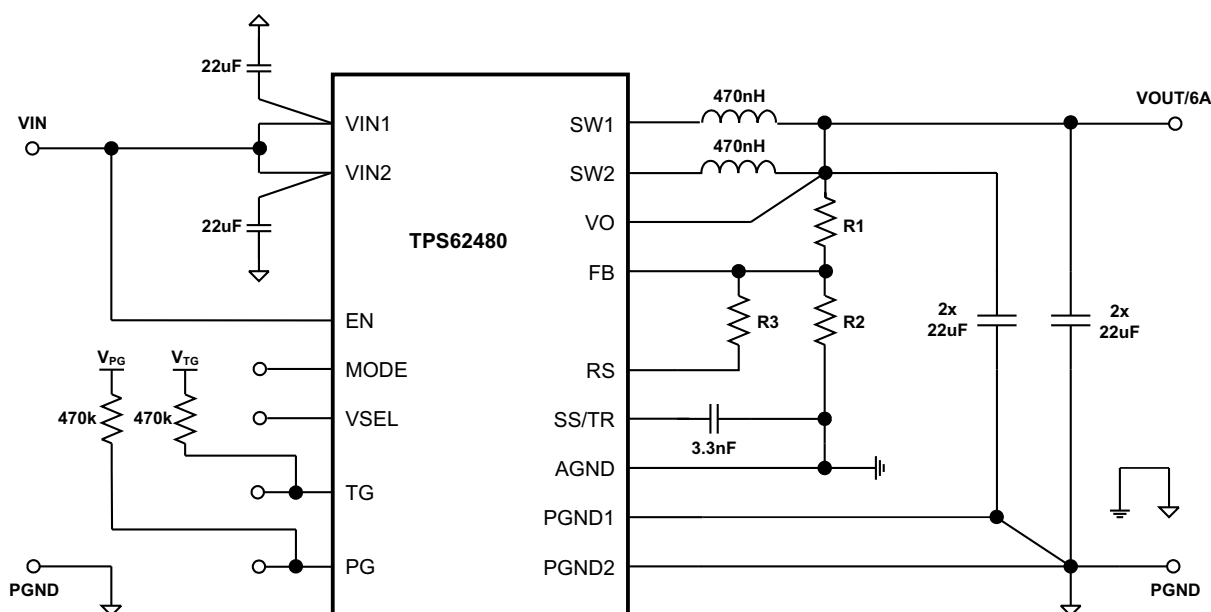 22uF
VIN
VIN1
VIN2
22uF
TPS62480
EN
MODE
VSEL
TG
PG
VPG
VTG
470k
470k
PGND
SW1
SW2
VO
FB
RS
SS/TR
AGND
PGND1
PGND2
470nH
470nH
VOUT/6A
R1
R3
R2
2x
22uF
2x
22uF
3.3nF
PGND